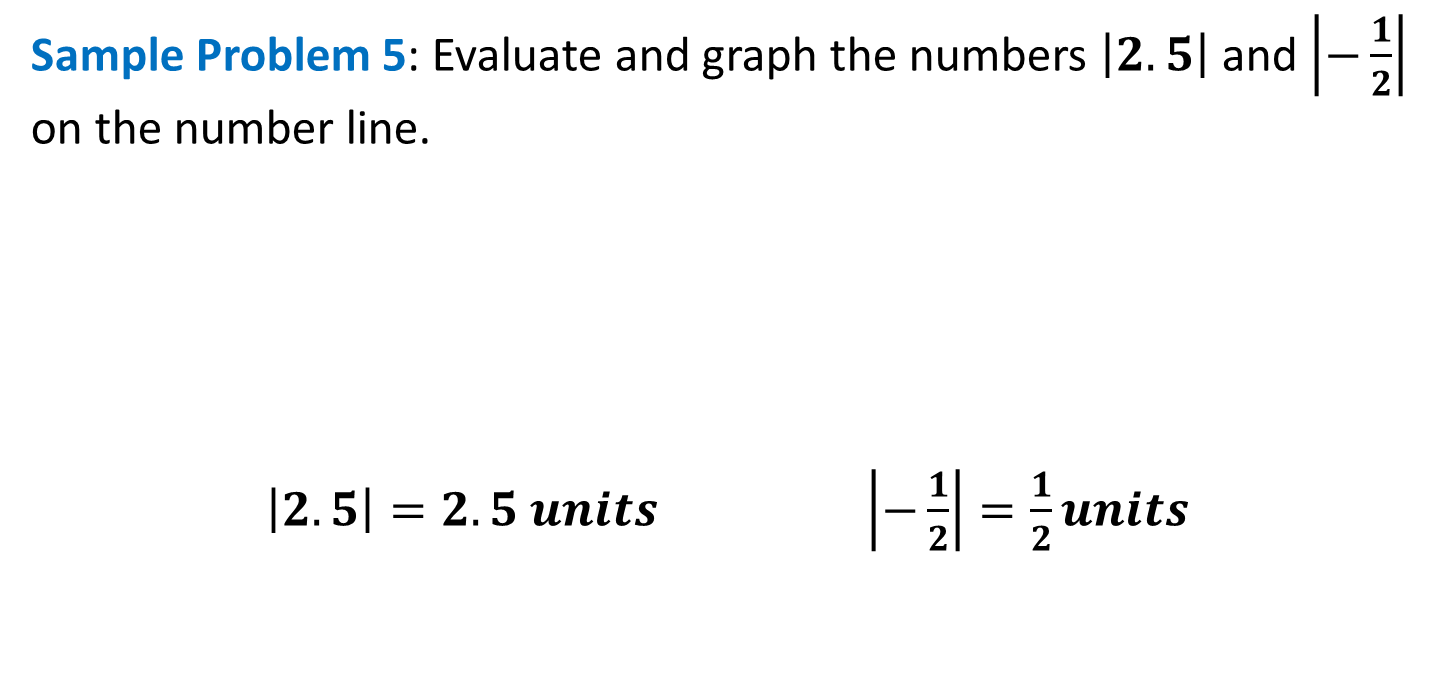 Sample Problem 5: Evaluate and graph the numbers |2.5| and |−1/2|
on the number line.
|2.5| = 2.5 units |−1/2| = 1/2 units